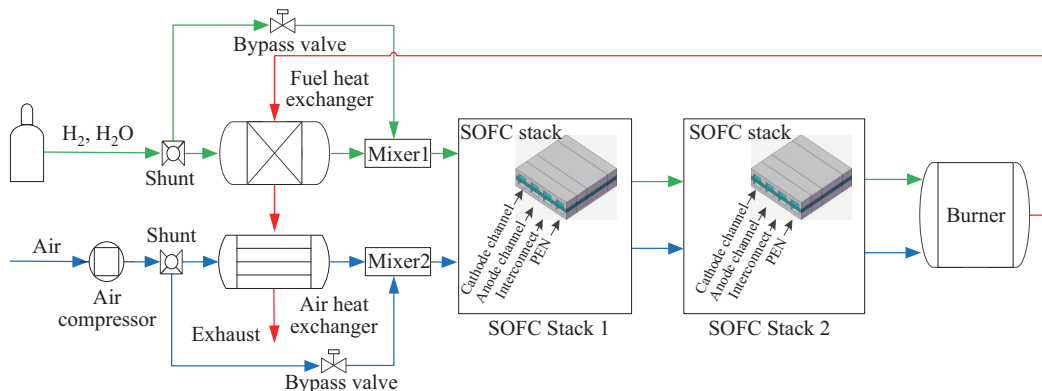 Bypass valve
Fuel heat
exchanger
H₂, H₂O
Shunt
Mixer1
SOFC stack
Cathode channel
Anode channel
Interconnect
PEN
SOFC Stack 1
SOFC stack
Cathode channel
Anode channel
Interconnect
PEN
SOFC Stack 2
Burner
Air
Air
compressor
Shunt
Mixer2
Air heat
exchanger
Exhaust
Bypass valve